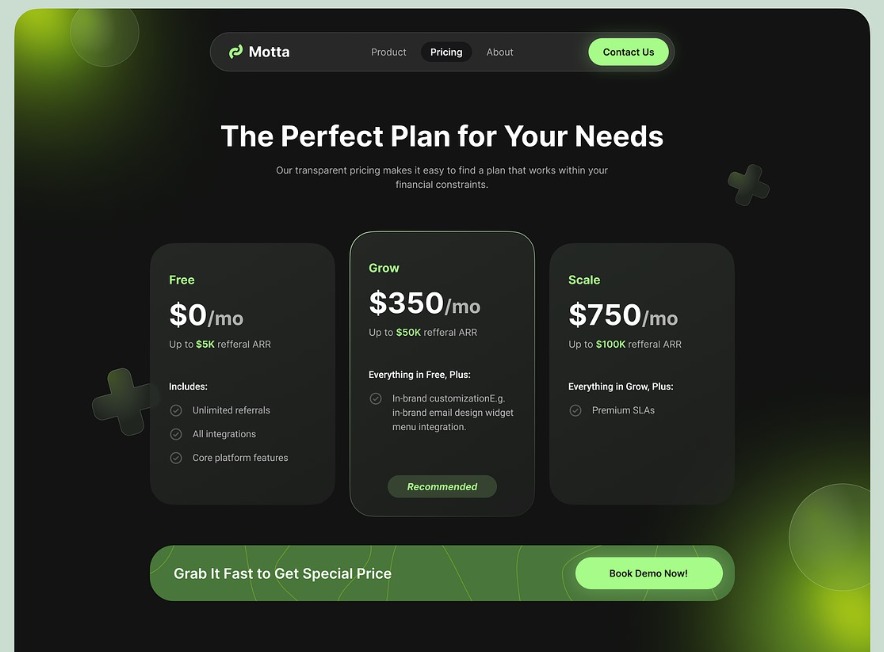 Motta
Product
Pricing
About
Contact Us
The Perfect Plan for Your Needs
Our transparent pricing makes it easy to find a plan that works within your
financial constraints.
Free
$0/mo
Up to $5K refferal ARR
Includes:
Unlimited referrals
All integrations
Core platform features
Grow
$350/mo
Up to $50K refferal ARR
Everything in Free, Plus:
In-brand customizationE.g.
in-brand email design widget
menu integration.
Recommended
Scale
$750/mo
Up to $100K refferal ARR
Everything in Grow, Plus:
Premium SLAs
Grab It Fast to Get Special Price
Book Demo Now!